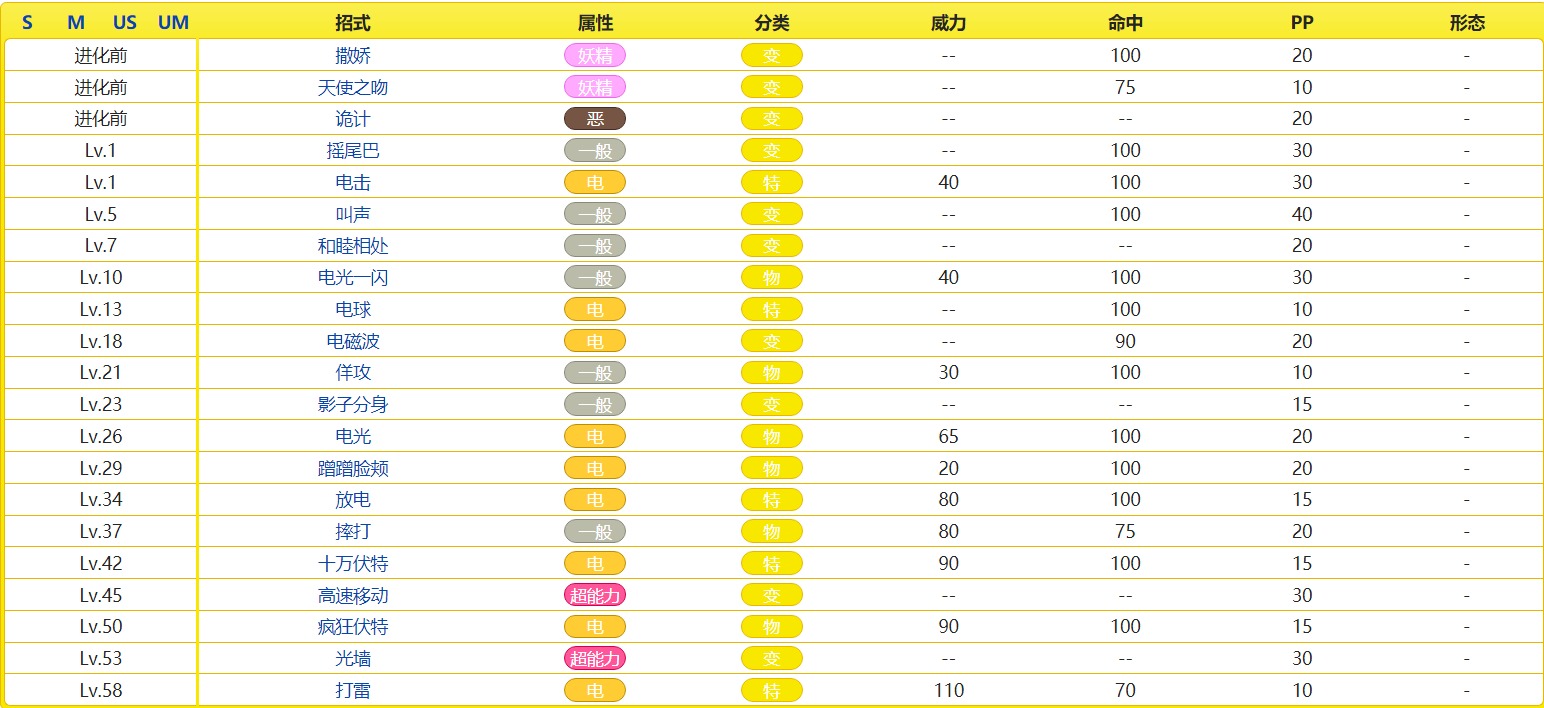 S M US UM 招式 属性 分类 威力 命中 PP 形态
进化前 撒娇 妖精 变 -- 100 20 -
进化前 天使之吻 妖精 变 -- 75 10 -
进化前 诡计 恶 变 -- -- 20 -
Lv.1 摇尾巴 一般 变 -- 100 30 -
Lv.1 电击 电 特 40 100 30 -
Lv.5 叫声 一般 变 -- 100 40 -
Lv.7 和睦相处 一般 变 -- -- 20 -
Lv.10 电光一闪 一般 物 40 100 30 -
Lv.13 电球 电 特 -- 100 10 -
Lv.18 电磁波 电 变 -- 90 20 -
Lv.21 佯攻 一般 物 30 100 10 -
Lv.23 影子分身 一般 变 -- -- 15 -
Lv.26 电光 电 物 65 100 20 -
Lv.29 蹭蹭脸颊 电 物 20 100 20 -
Lv.34 放电 电 特 80 100 15 -
Lv.37 摔打 一般 物 80 75 20 -
Lv.42 十万伏特 电 特 90 100 15 -
Lv.45 高速移动 超能力 变 -- -- 30 -
Lv.50 疯狂伏特 电 物 90 100 15 -
Lv.53 光墙 超能力 变 -- -- 30 -
Lv.58 打雷 电 特 110 70 10 -